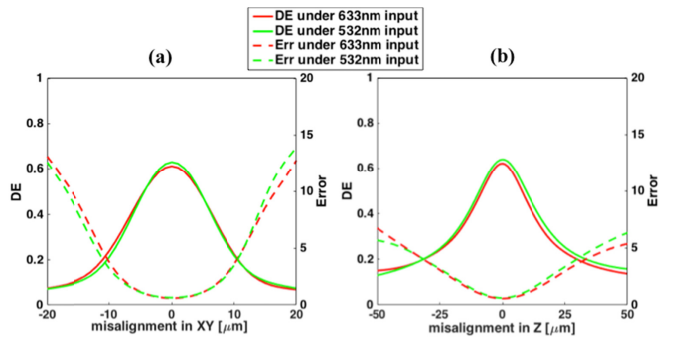 DE under 633nm input
DE under 532nm input
Err under 633nm input
Err under 532nm input
(a)
(b)
1
0.8
0.6
0.4
0.2
0
DE
20
15
10
5
0
Error
-20
-10
0
10
20
misalignment in XY [μm]
1
0.8
0.6
0.4
0.2
0
DE
20
15
10
5
0
Error
-50
-25
0
25
50
misalignment in Z [μm]